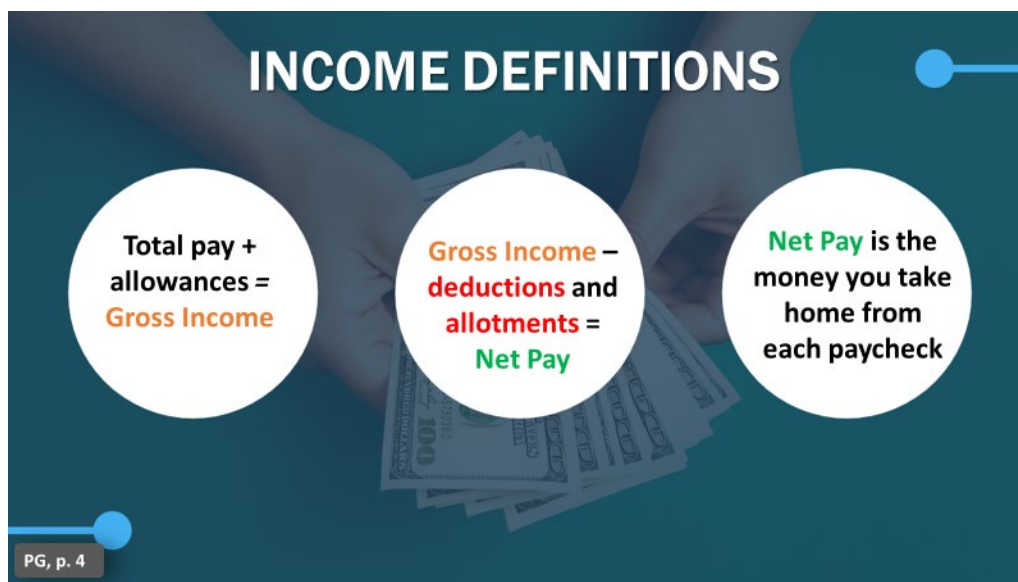 INCOME DEFINITIONS
Total pay +
allowances =
Gross Income
Gross Income –
deductions and
allotments =
Net Pay
Net Pay is the
money you take
home from
each paycheck
100
PG, p. 4